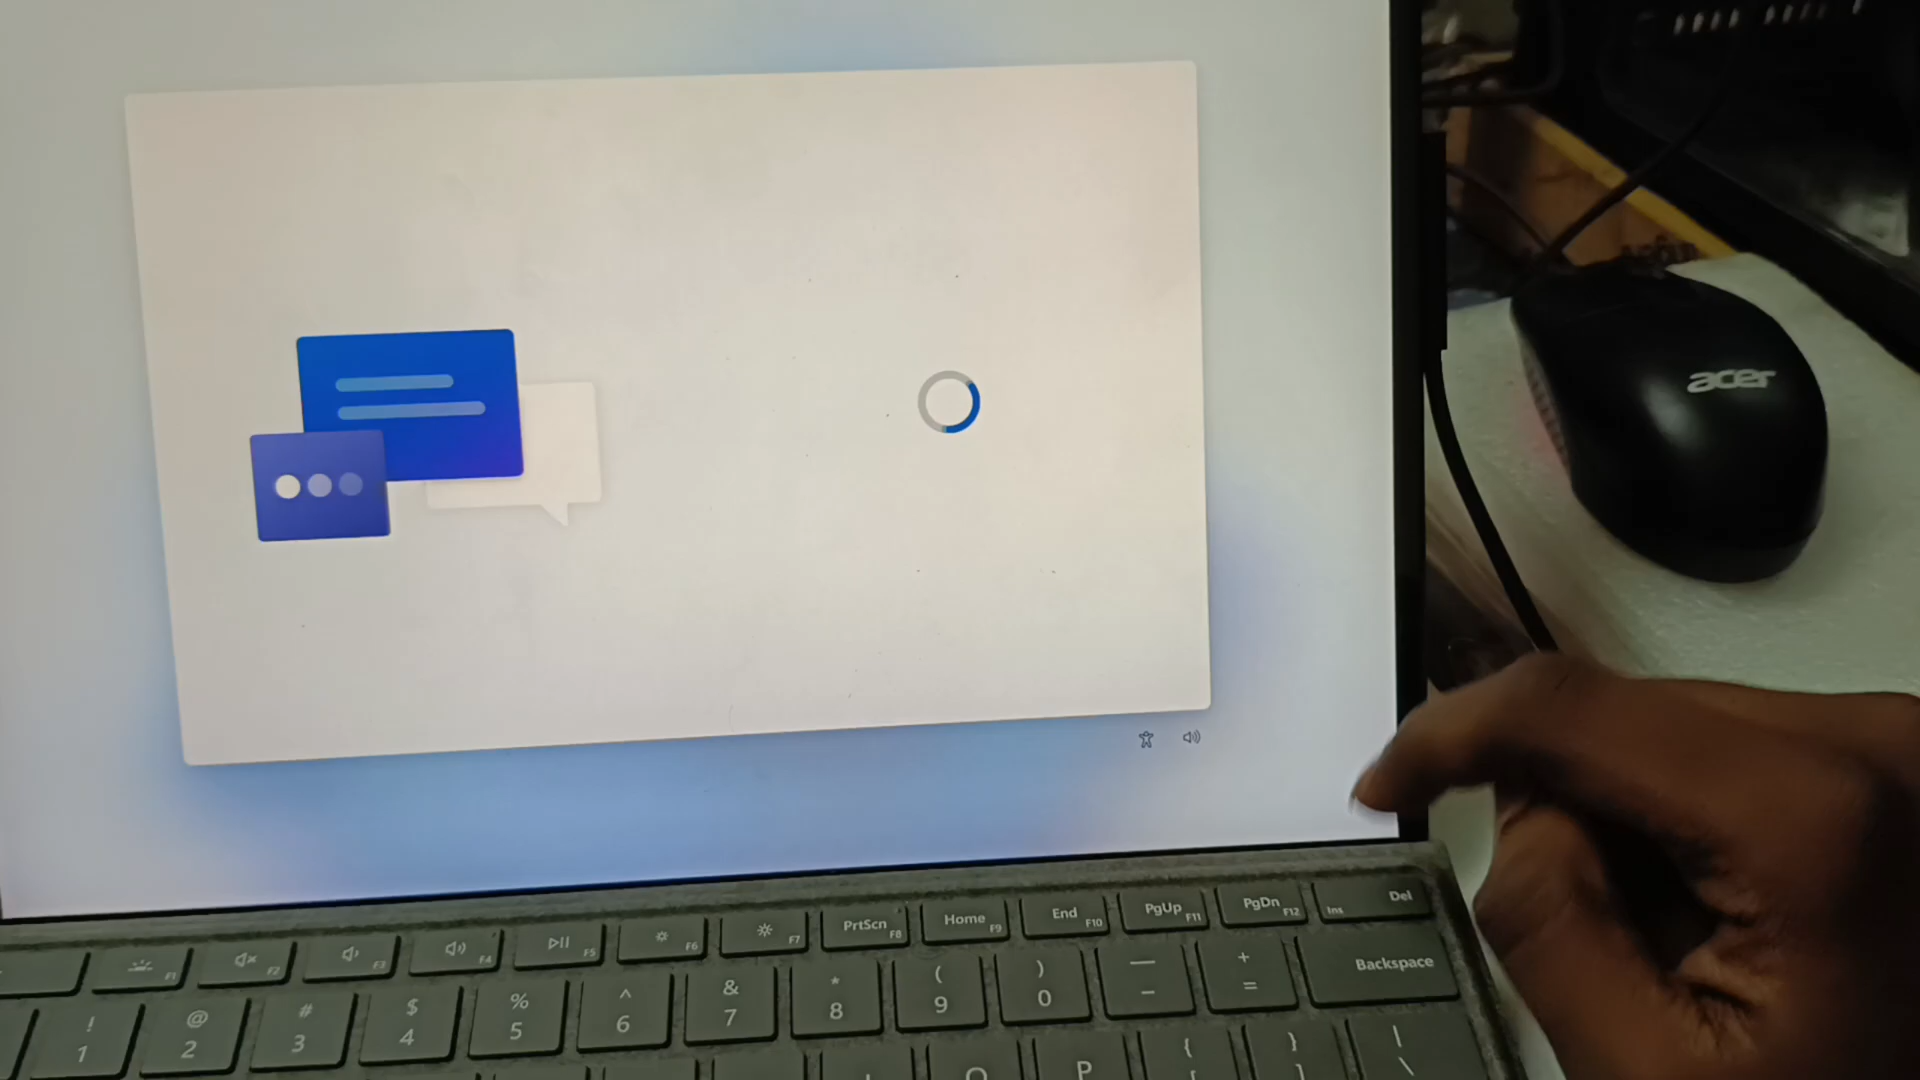 acer
PrtScn F8 Home F9 End F10 PgUp F11 PgDn F12 Ins Del
F1 F2 F3 F4 F5 F6 F7
! @ # $ % ^ & * ( ) — + Backspace
1 2 3 4 5 6 7 8 9 0 - =
O P { } |
[ ] \